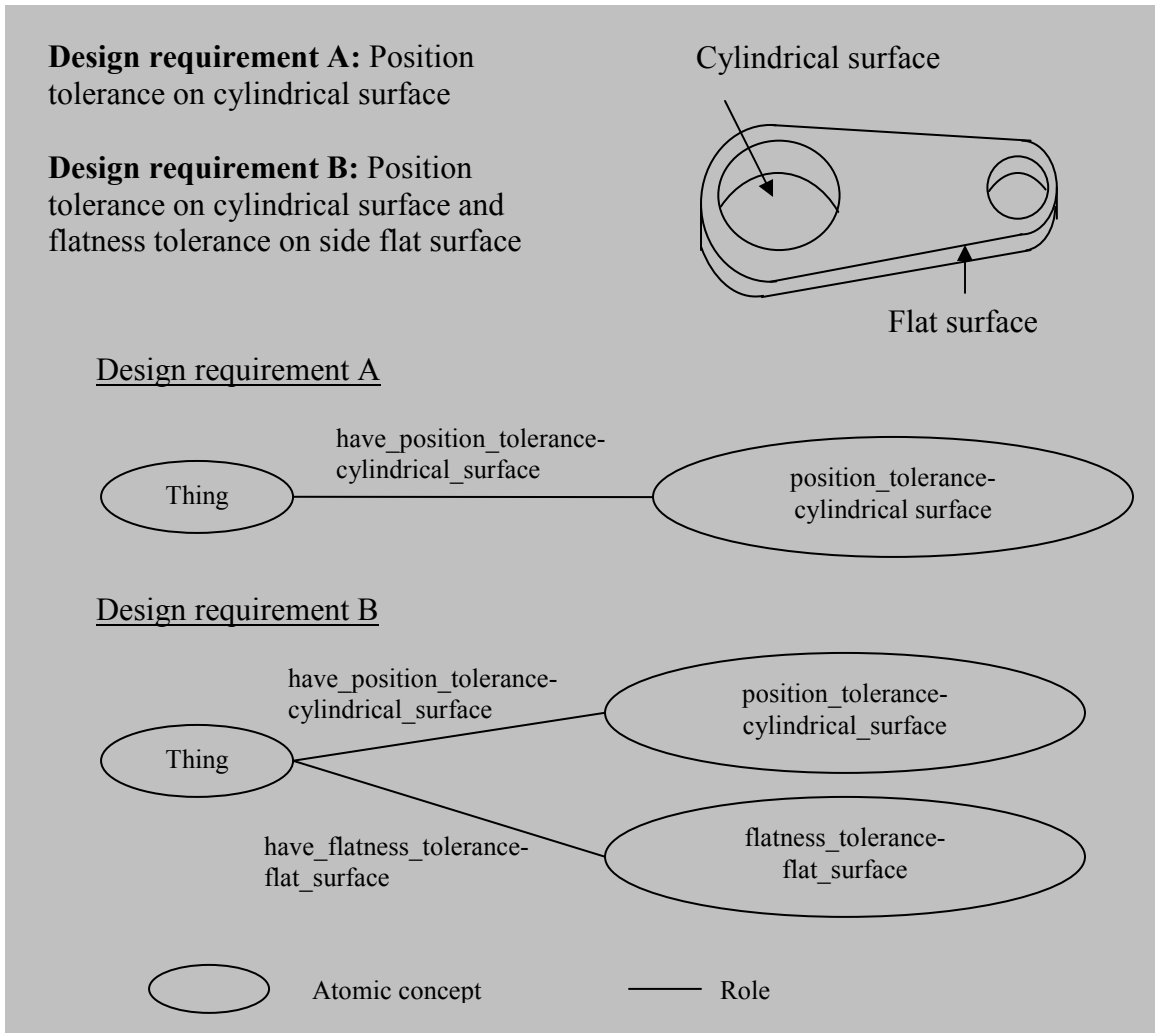 Design requirement A: Position
tolerance on cylindrical surface
Design requirement B: Position
tolerance on cylindrical surface and
flatness tolerance on side flat surface
Cylindrical surface
Flat surface
Design requirement A
have_position_tolerance-
cylindrical_surface
Thing
position_tolerance-
cylindrical surface
Design requirement B
have_position_tolerance-
cylindrical_surface
position_tolerance-
cylindrical_surface
Thing
have_flatness_tolerance-
flat_surface
flatness_tolerance-
flat_surface
Atomic concept
Role